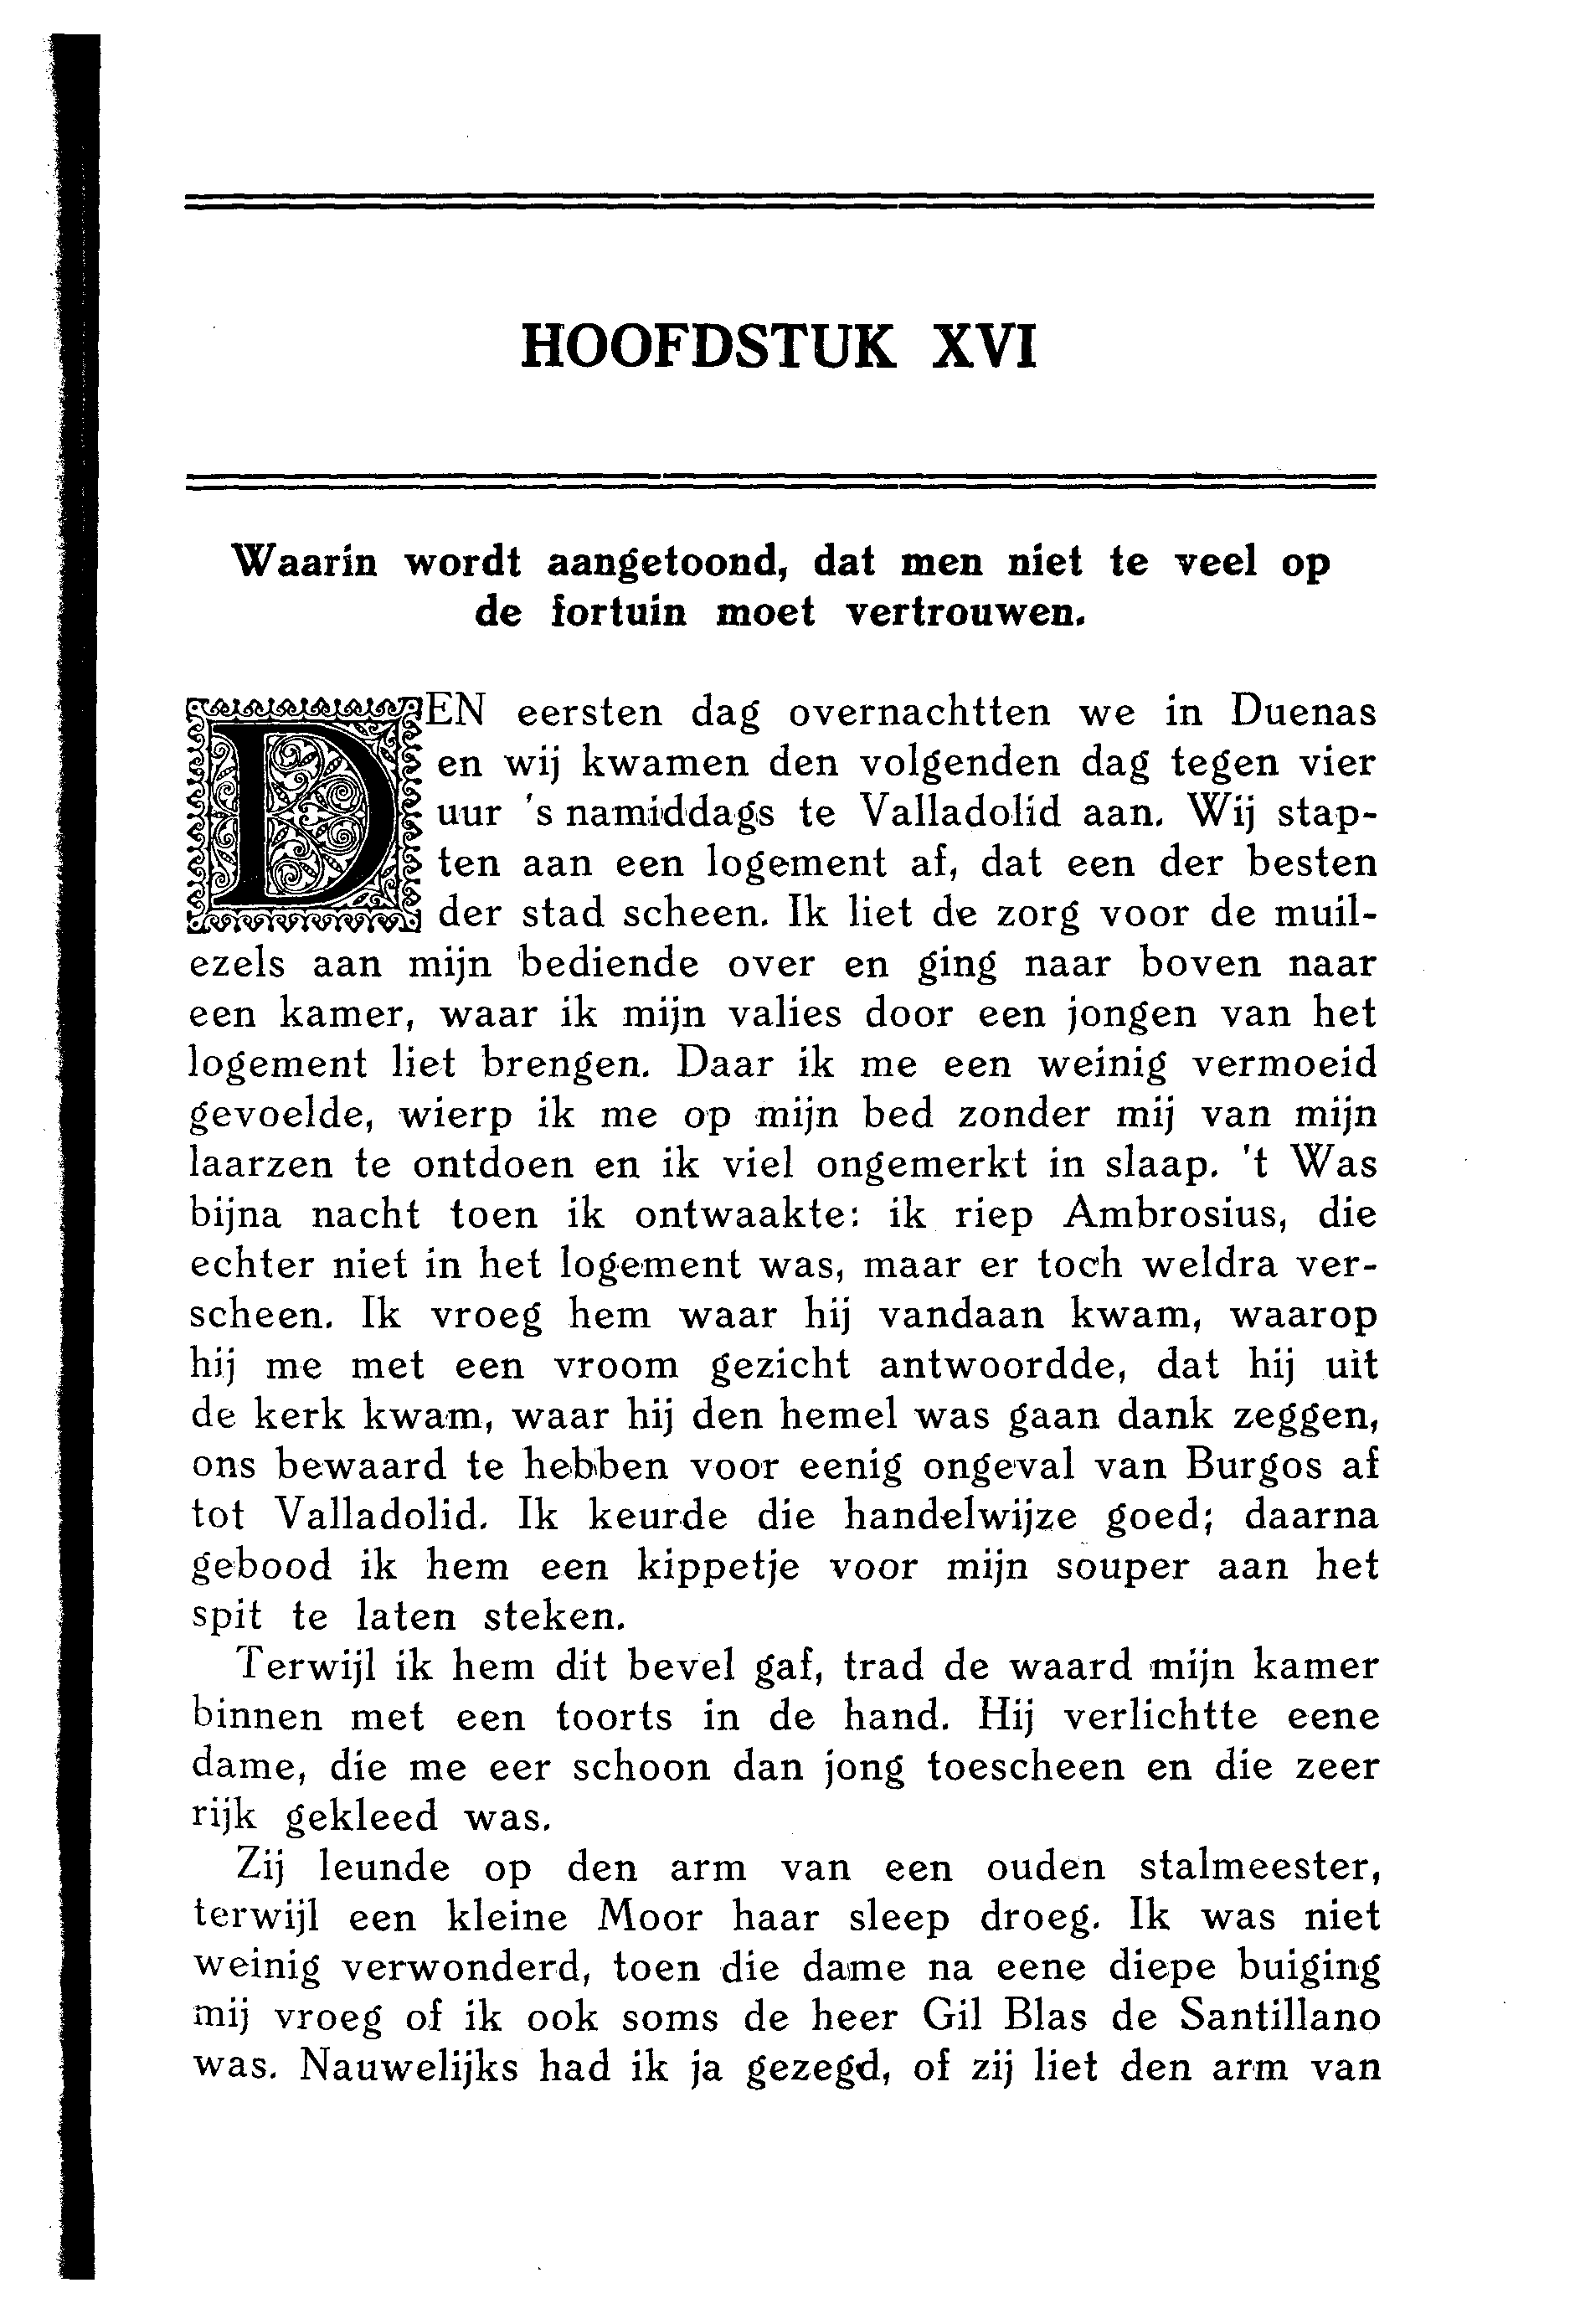 HOOFDSTUK XVI
Waarin wordt aangetoond, dat men niet te veel op
de fortuin moet vertrouwen.
DEN eersten dag overnachtten we in Duenas
en wij kwamen den volgenden dag tegen vier
uur 's namiddags te Valladolid aan. Wij stap-
ten aan een logement af, dat een der besten
der stad scheen. Ik liet de zorg voor de muil-
ezels aan mijn bediende over en ging naar boven naar
een kamer, waar ik mijn valies door een jongen van het
logement liet brengen. Daar ik me een weinig vermoeid
gevoelde, wierp ik me op mijn bed zonder mij van mijn
laarzen te ontdoen en ik viel ongemerkt in slaap. 't Was
bijna nacht toen ik ontwaakte: ik riep Ambrosius, die
echter niet in het logement was, maar er toch weldra ver-
scheen. Ik vroeg hem waar hij vandaan kwam, waarop
hij me met een vroom gezicht antwoordde, dat hij uit
de kerk kwam, waar hij den hemel was gaan dank zeggen,
ons bewaard te hebben voor eenig ongeval van Burgos af
tot Valladolid. Ik keurde die handelwijze goed; daarna
gebood ik hem een kippetje voor mijn souper aan het
spit te laten steken.
Terwijl ik hem dit bevel gaf, trad de waard mijn kamer
binnen met een toorts in de hand. Hij verlichtte eene
dame, die me eer schoon dan jong toescheen en die zeer
rijk gekleed was.
Zij leunde op den arm van een ouden stalmeester,
terwijl een kleine Moor haar sleep droeg. Ik was niet
weinig verwonderd, toen die dame na eene diepe buiging
mij vroeg of ik ook soms de heer Gil Blas de Santillano
was. Nauwelijks had ik ja gezegd, of zij liet den arm van